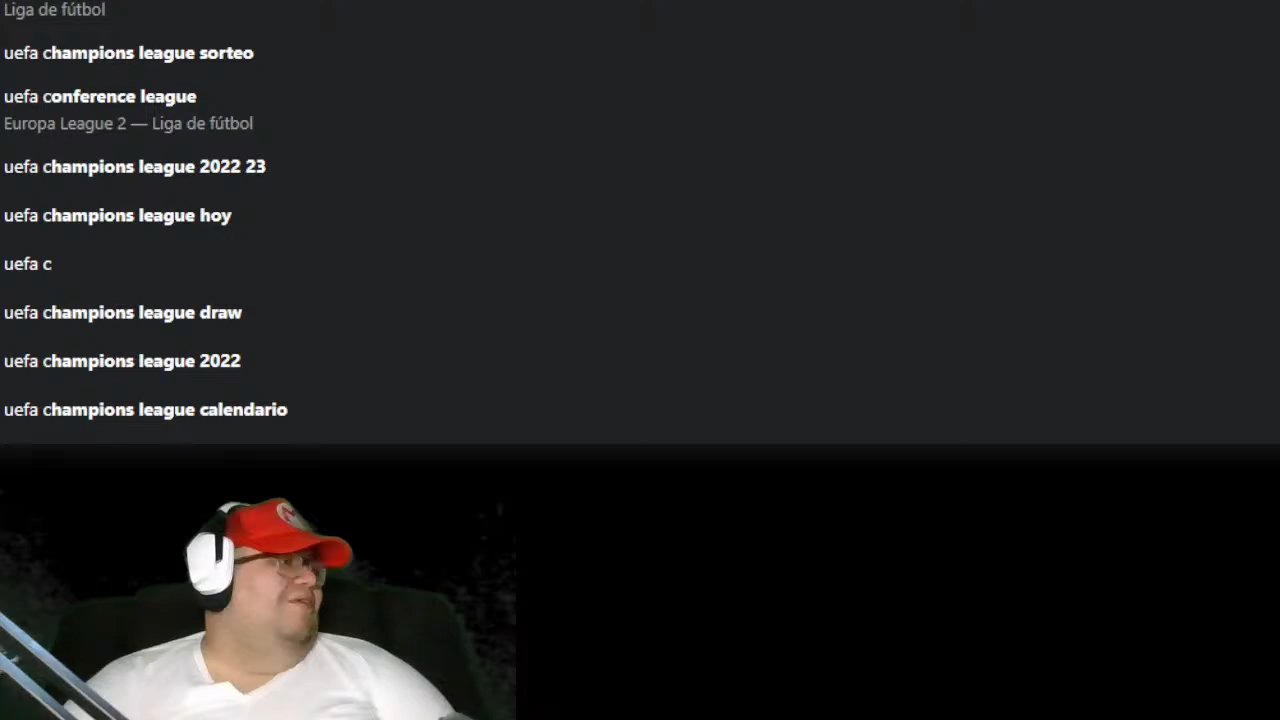 Liga de fútbol
uefa champions league sorteo
uefa conference league
Europa League 2 — Liga de fútbol
uefa champions league 2022 23
uefa champions league hoy
uefa c
uefa champions league draw
uefa champions league 2022
uefa champions league calendario